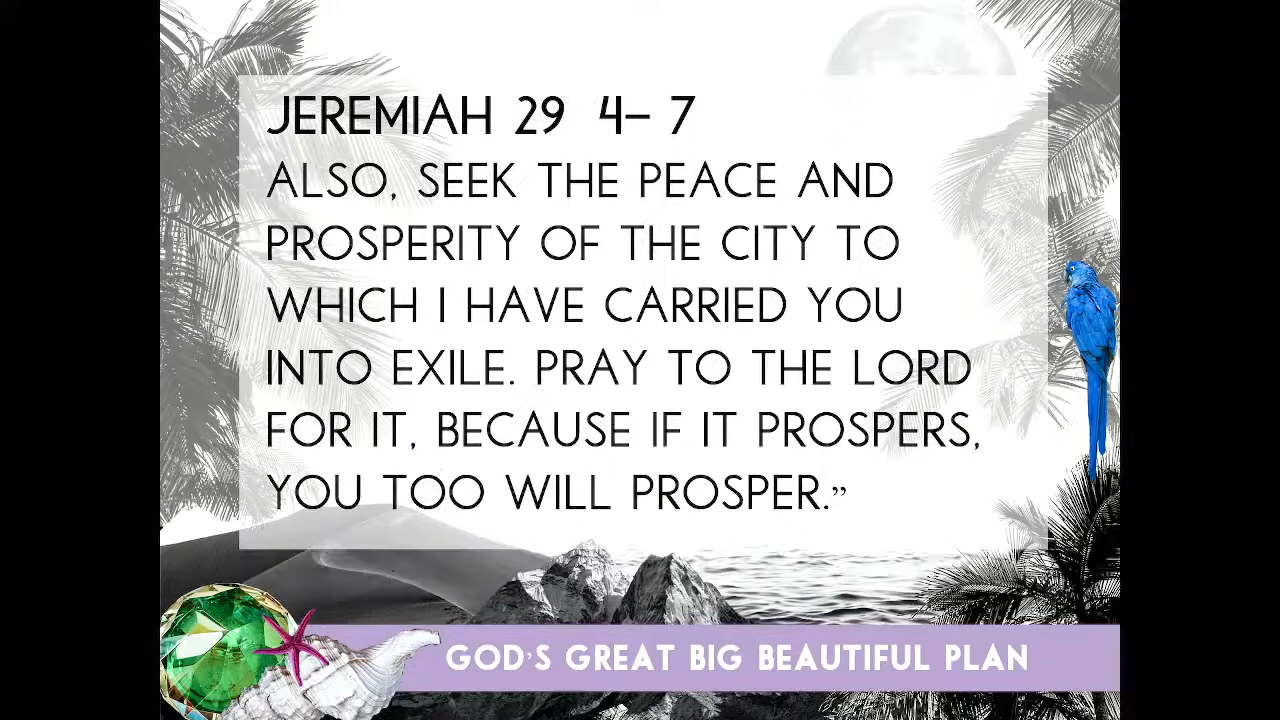 JEREMIAH 29 4– 7
ALSO, SEEK THE PEACE AND
PROSPERITY OF THE CITY TO
WHICH I HAVE CARRIED YOU
INTO EXILE. PRAY TO THE LORD
FOR IT, BECAUSE IF IT PROSPERS,
YOU TOO WILL PROSPER.”
GOD’S GREAT BIG BEAUTIFUL PLAN